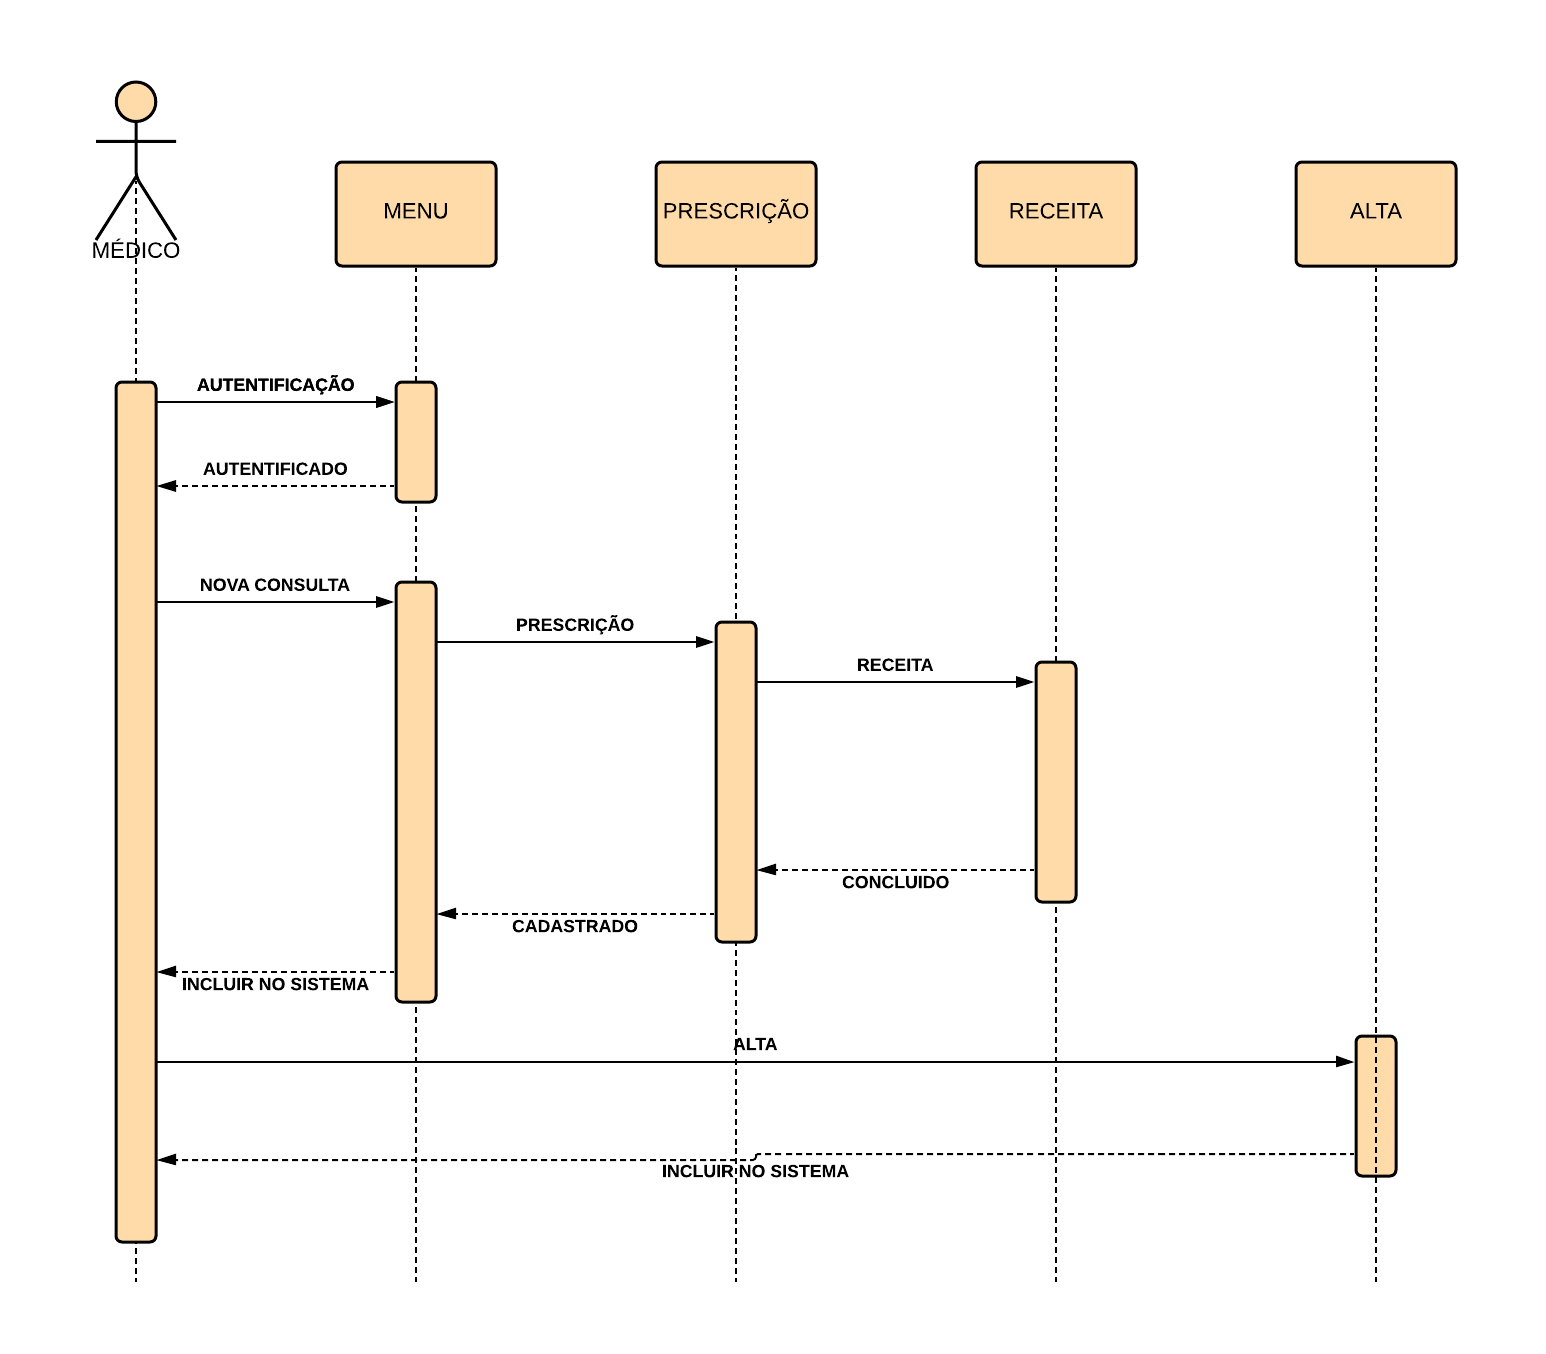 MÉDICO
MENU
PRESCRIÇÃO
RECEITA
ALTA
AUTENTIFICAÇÃO
AUTENTIFICADO
NOVA CONSULTA
PRESCRIÇÃO
RECEITA
CONCLUIDO
CADASTRADO
INCLUIR NO SISTEMA
ALTA
INCLUIR NO SISTEMA